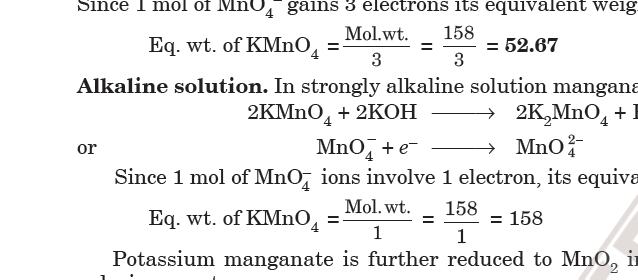 Since 1 mol of MnO₄⁻ gains 3 electrons its equivalent
Eq. wt. of KMnO₄ = Mol.wt./3 = 158/3 = 52.67
Alkaline solution. In strongly alkaline solution
2KMnO₄ + 2KOH ⟶ 2K₂MnO₄ +
or MnO₄⁻ + e⁻ ⟶ MnO₄²⁻
Since 1 mol of MnO₄⁻ ions involve 1 electron, its
Eq. wt. of KMnO₄ = Mol.wt./1 = 158/1 = 158
Potassium manganate is further reduced to MnO₂